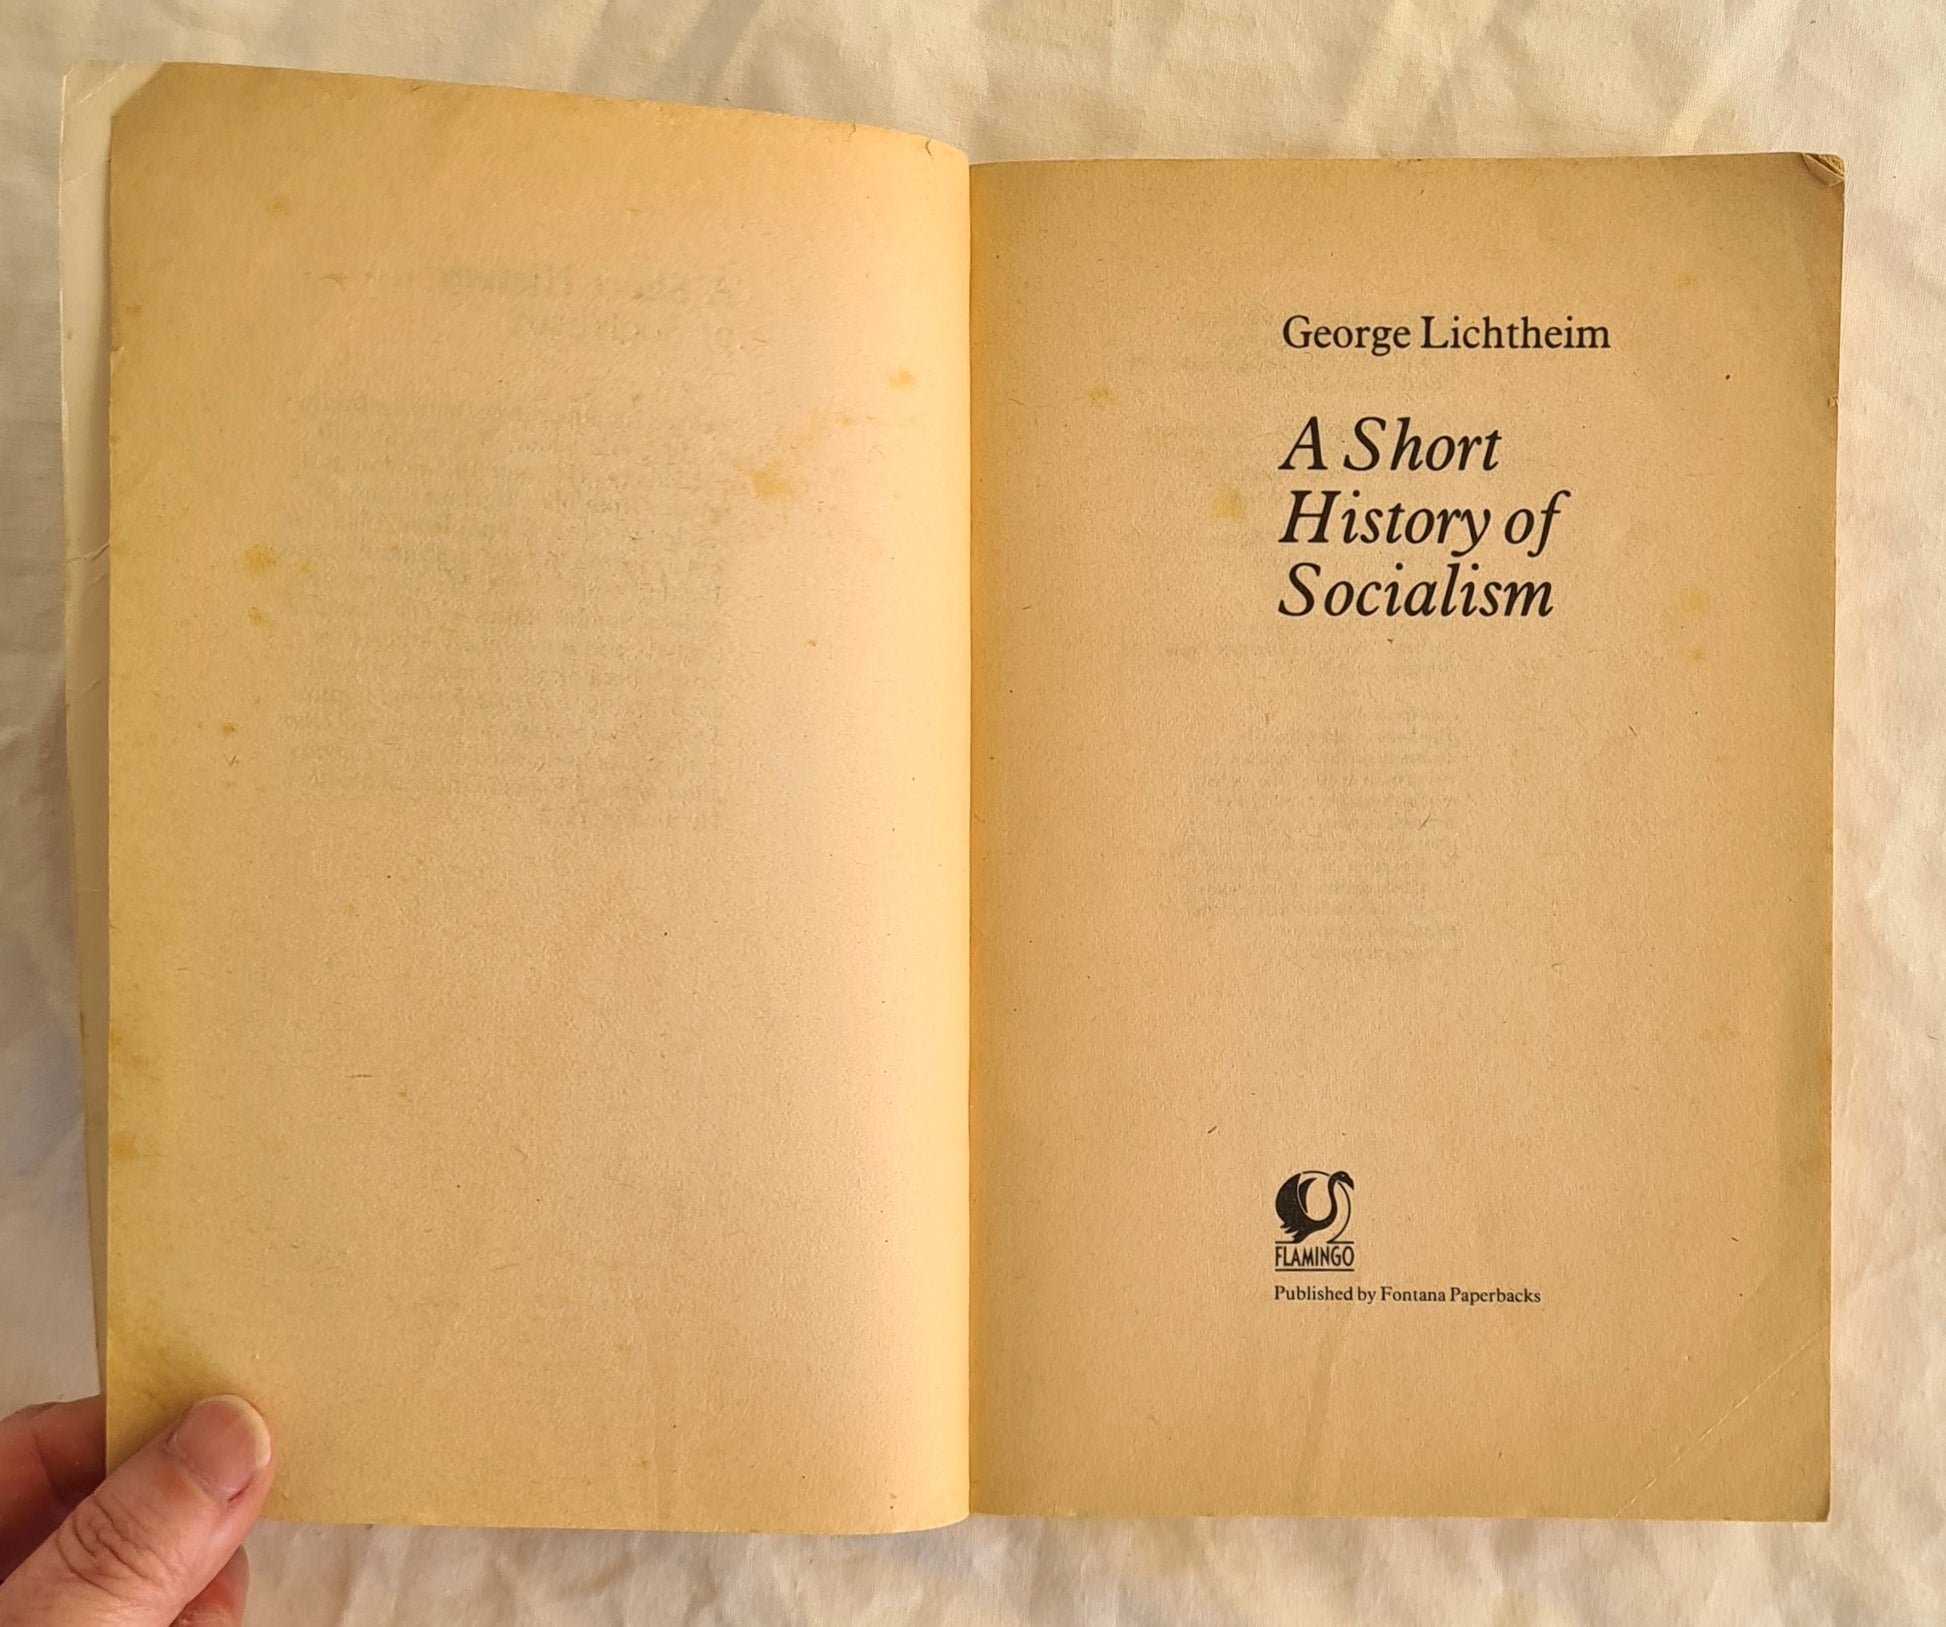 George Lichtheim
A Short
History of
Socialism
FLAMINGO
Published by Fontana Paperbacks